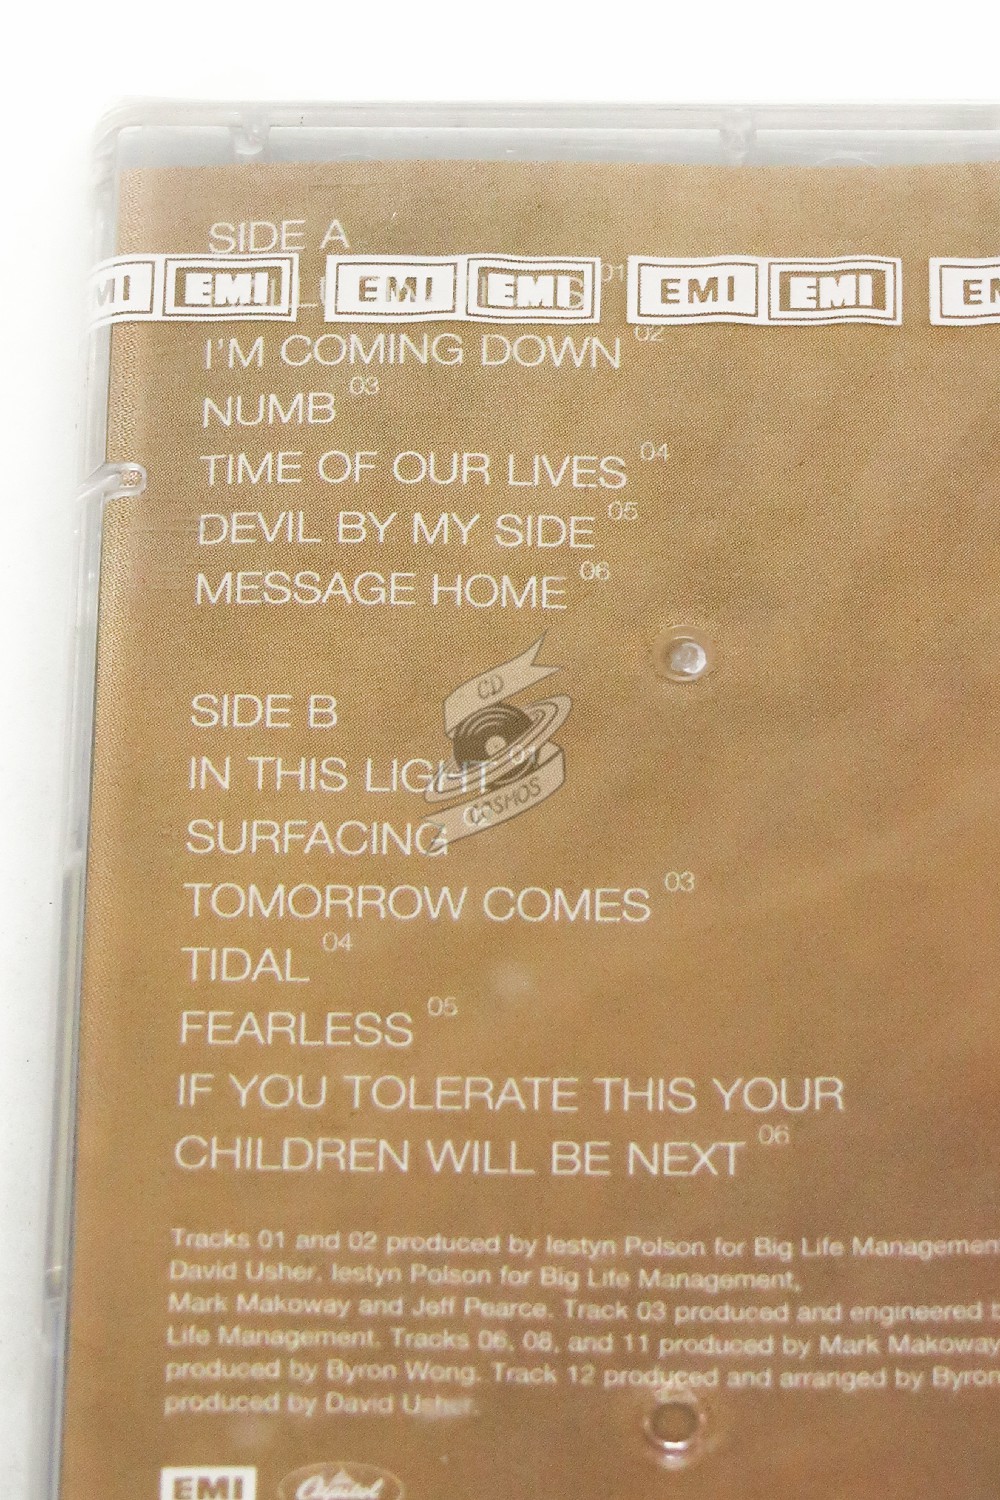 SIDE A
EMI EMI EMI EMI EMI
01
I'M COMING DOWN 02
NUMB 03
TIME OF OUR LIVES 04
DEVIL BY MY SIDE 05
MESSAGE HOME 06
SIDE B
IN THIS LIGHT 01
SURFACING
TOMORROW COMES 03
TIDAL 04
FEARLESS 05
IF YOU TOLERATE THIS YOUR
CHILDREN WILL BE NEXT 06
CD
COSMOS
Tracks 01 and 02 produced by Iestyn Polson for Big Life Managemen
David Usher, Iestyn Polson for Big Life Management,
Mark Makoway and Jeff Pearce. Track 03 produced and engineered
Life Management. Tracks 06, 08, and 11 produced by Mark Makoway
produced by Byron Wong. Track 12 produced and arranged by Byron
produced by David Usher.
EMI Capitol